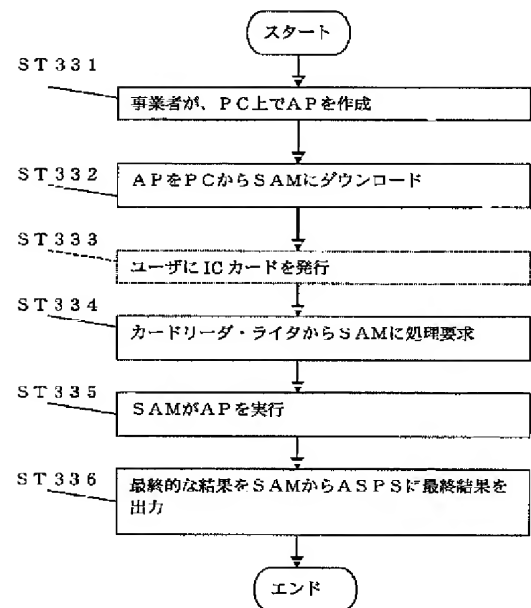 スタート
ST331
事業者が、PC上でAPを作成
ST332
APをPCからSAMにダウンロード
ST333
ユーザにICカードを発行
ST334
カードリーダ・ライタからSAMに処理要求
ST335
SAMがAPを実行
ST336
最終的な結果をSAMからASPSに最終結果を
出力
エンド